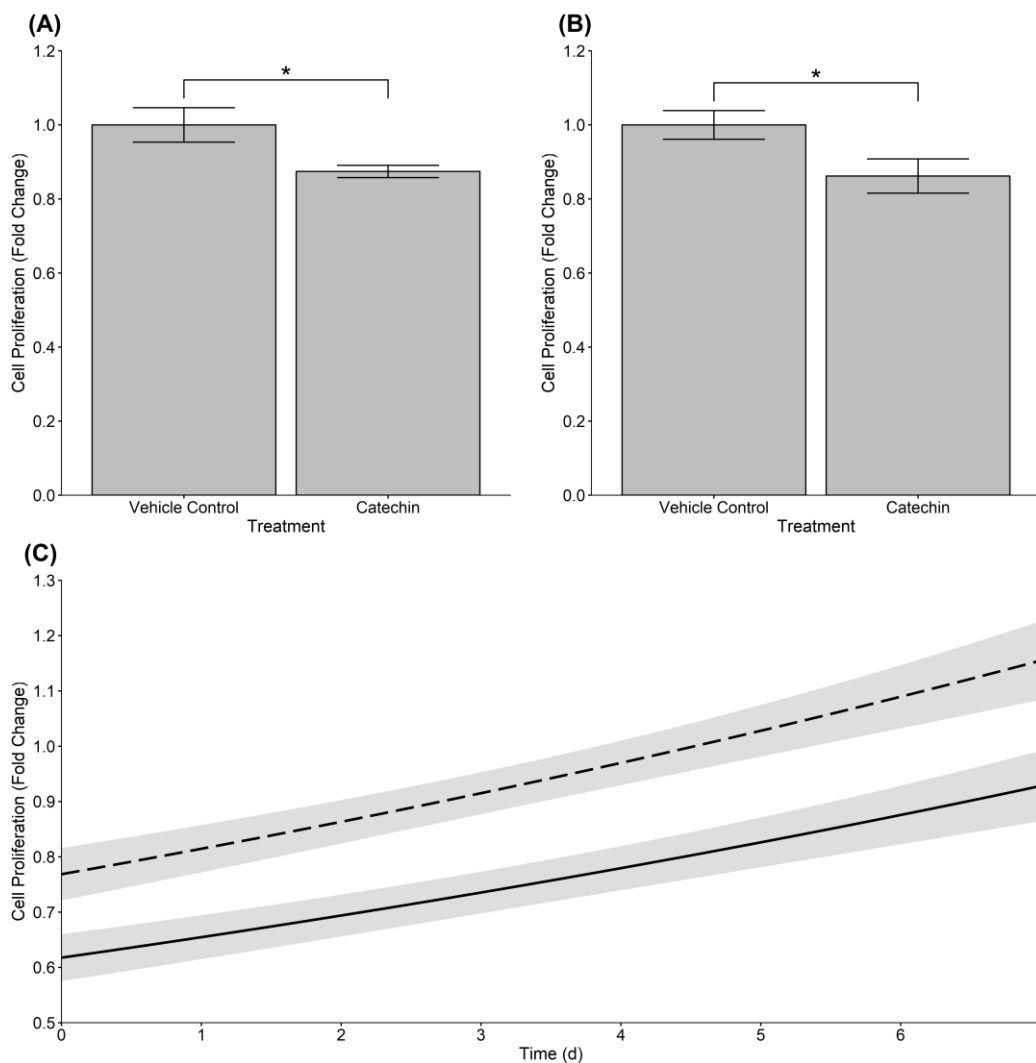 (A)
Cell Proliferation (Fold Change)
1.2
1.0
0.8
0.6
0.4
0.2
0.0
*
Vehicle Control Catechin
Treatment
(B)
Cell Proliferation (Fold Change)
1.2
1.0
0.8
0.6
0.4
0.2
0.0
*
Vehicle Control Catechin
Treatment
(C)
Cell Proliferation (Fold Change)
1.3
1.2
1.1
1.0
0.9
0.8
0.7
0.6
0.5
0 1 2 3 4 5 6
Time (d)